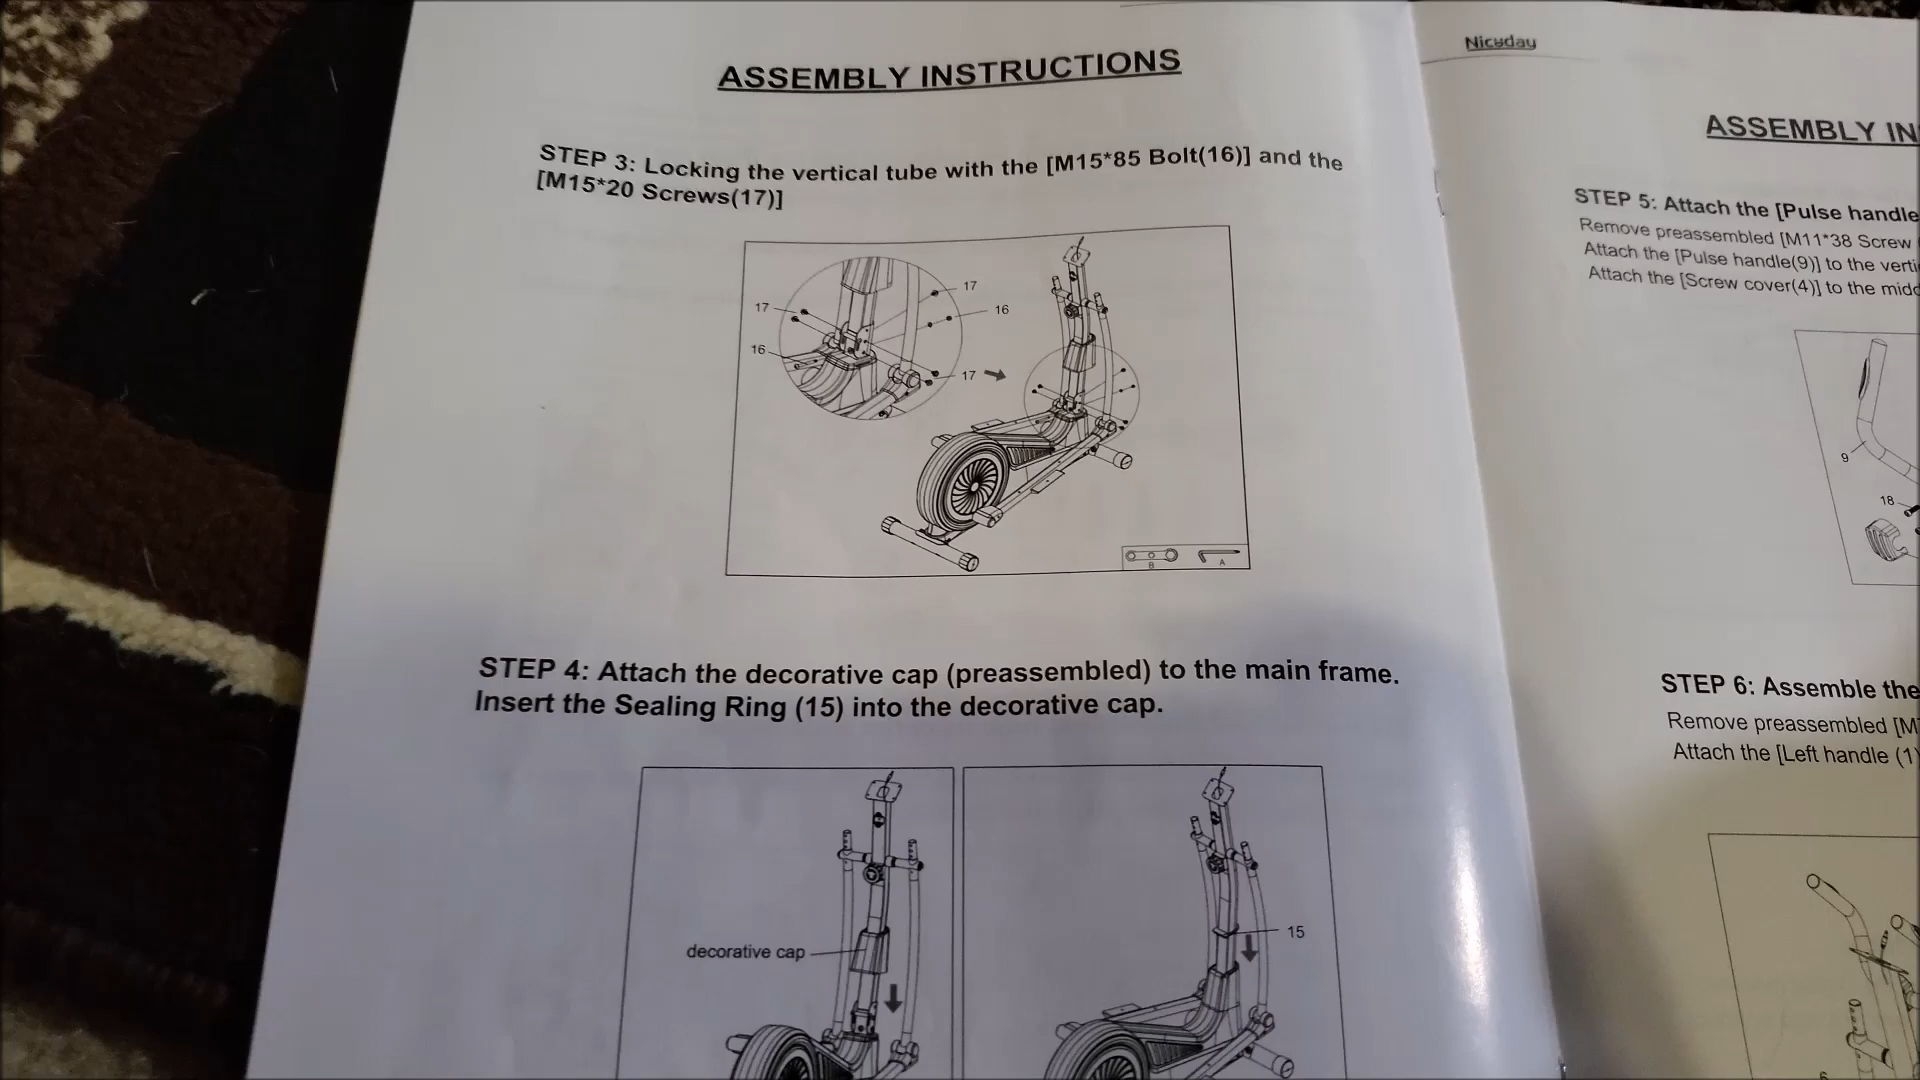 ASSEMBLY INSTRUCTIONS
STEP 3: Locking the vertical tube with the [M15*85 Bolt(16)] and the
[M15*20 Screws(17)]
17
17
16
16
17
B
A
STEP 4: Attach the decorative cap (preassembled) to the main frame.
Insert the Sealing Ring (15) into the decorative cap.
decorative cap
15
Niceday
ASSEMBLY IN
STEP 5: Attach the [Pulse handle
Remove preassembled [M11*38 Screw
Attach the [Pulse handle(9)] to the verti
Attach the [Screw cover(4)] to the midd
9
18
STEP 6: Assemble the
Remove preassembled [M
Attach the [Left handle (1)